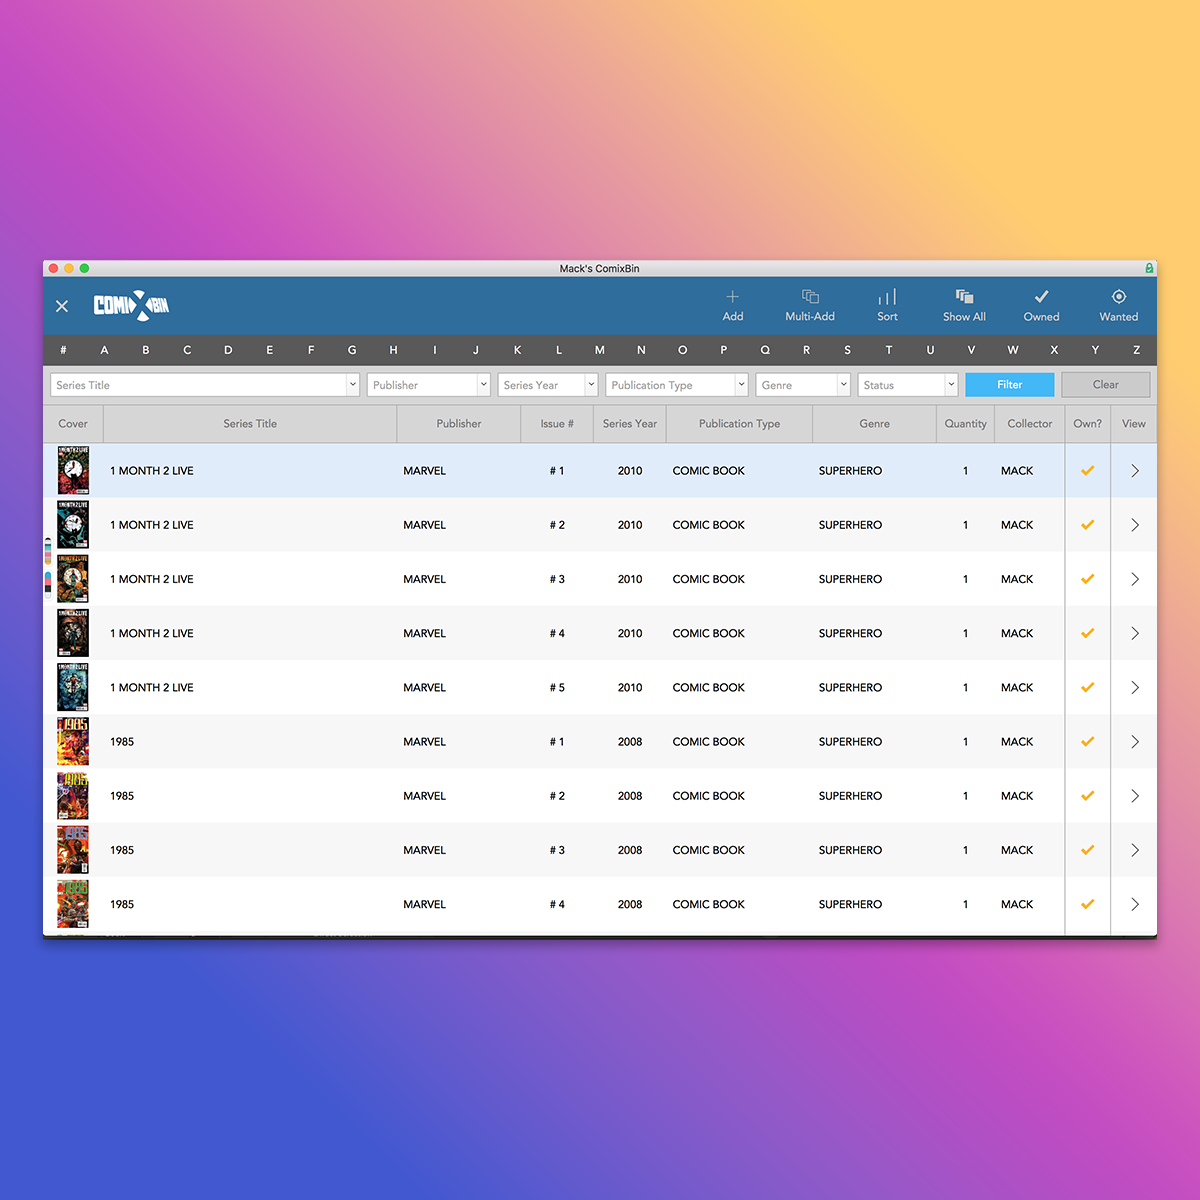 Mack's ComixBin
COMIXBIN
Add Multi-Add Sort Show All Owned Wanted
# A B C D E F G H I J K L M N O P Q R S T U V W X Y Z
Series Title Publisher Series Year Publication Type Genre Status Filter Clear
Cover Series Title Publisher Issue # Series Year Publication Type Genre Quantity Collector Own? View
1 MONTH 2 LIVE MARVEL # 1 2010 COMIC BOOK SUPERHERO 1 MACK
1 MONTH 2 LIVE MARVEL # 2 2010 COMIC BOOK SUPERHERO 1 MACK
1 MONTH 2 LIVE MARVEL # 3 2010 COMIC BOOK SUPERHERO 1 MACK
1 MONTH 2 LIVE MARVEL # 4 2010 COMIC BOOK SUPERHERO 1 MACK
1 MONTH 2 LIVE MARVEL # 5 2010 COMIC BOOK SUPERHERO 1 MACK
1985 1985 MARVEL # 1 2008 COMIC BOOK SUPERHERO 1 MACK
1985 1985 MARVEL # 2 2008 COMIC BOOK SUPERHERO 1 MACK
1985 1985 MARVEL # 3 2008 COMIC BOOK SUPERHERO 1 MACK
1985 1985 MARVEL # 4 2008 COMIC BOOK SUPERHERO 1 MACK